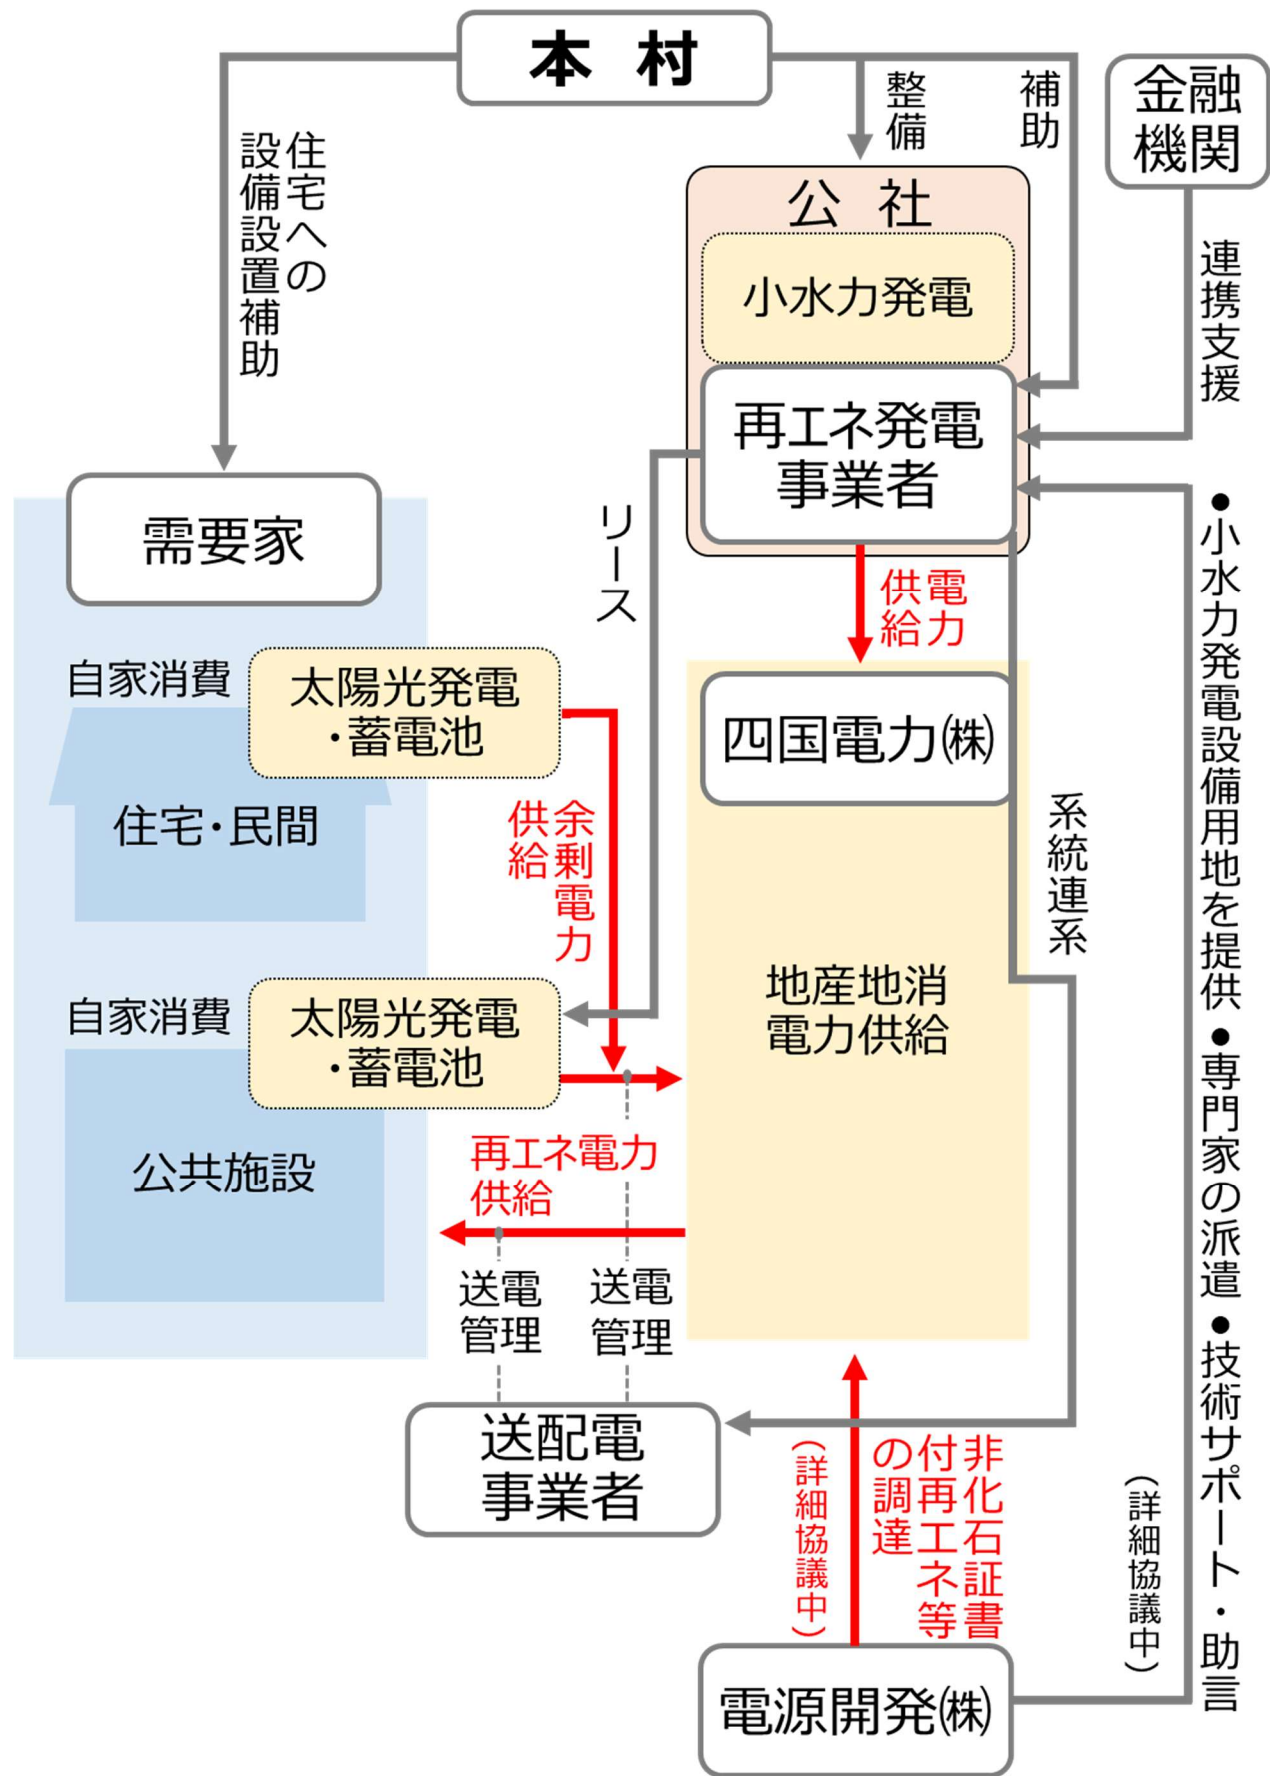 本 村
金融
機関
整備
補助
住宅への
設備設置補助
公 社
小水力発電
再エネ発電
事業者
連携支援
リース
需要家
電力
供給
自家消費
太陽光発電
・蓄電池
住宅・民間
四国電力㈱
余剰電力
供給
系統連系
地産地消
電力供給
自家消費
太陽光発電
・蓄電池
公共施設
再エネ電力
供給
送電
管理
送電
管理
送配電
事業者
非化石証書
付再エネ等
の調達
(詳細協議中)
●小水力発電設備用地を提供●専門家の派遣●技術サポート・助言
(詳細協議中)
電源開発㈱